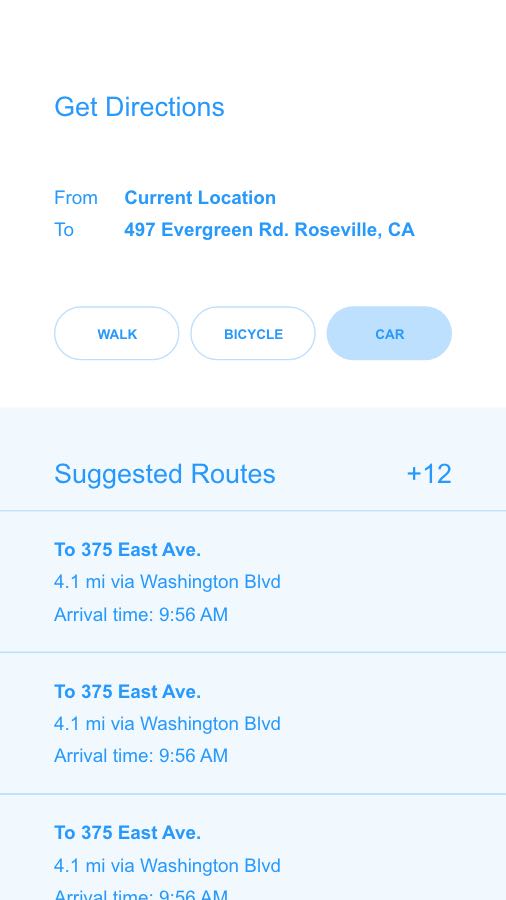 Get Directions
From Current Location
To 497 Evergreen Rd. Roseville, CA
WALK BICYCLE CAR
Suggested Routes +12
To 375 East Ave.
4.1 mi via Washington Blvd
Arrival time: 9:56 AM
To 375 East Ave.
4.1 mi via Washington Blvd
Arrival time: 9:56 AM
To 375 East Ave.
4.1 mi via Washington Blvd
Arrival time: 9:56 AM